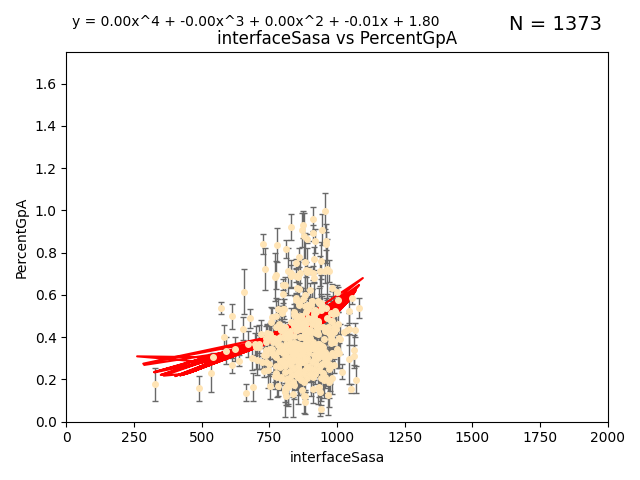 y = 0.00x^4 + -0.00x^3 + 0.00x^2 + -0.01x + 1.80
N = 1373
interfaceSasa vs PercentGpA
PercentGpA
1.6
1.4
1.2
1.0
0.8
0.6
0.4
0.2
0.0
0 250 500 750 1000 1250 1500 1750 2000
interfaceSasa